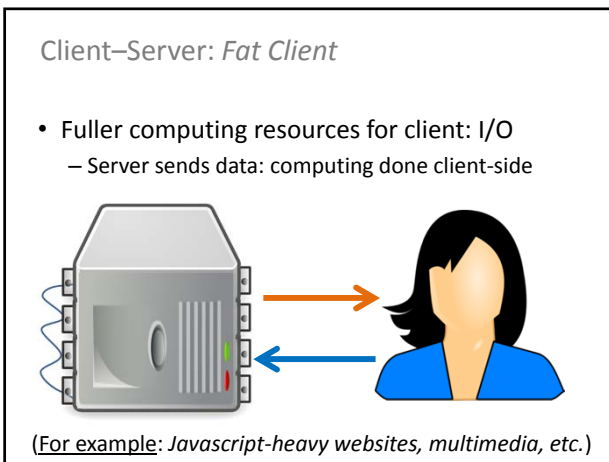 Client–Server: Fat Client
• Fuller computing resources for client: I/O
– Server sends data: computing done client-side
(For example: Javascript-heavy websites, multimedia, etc.)